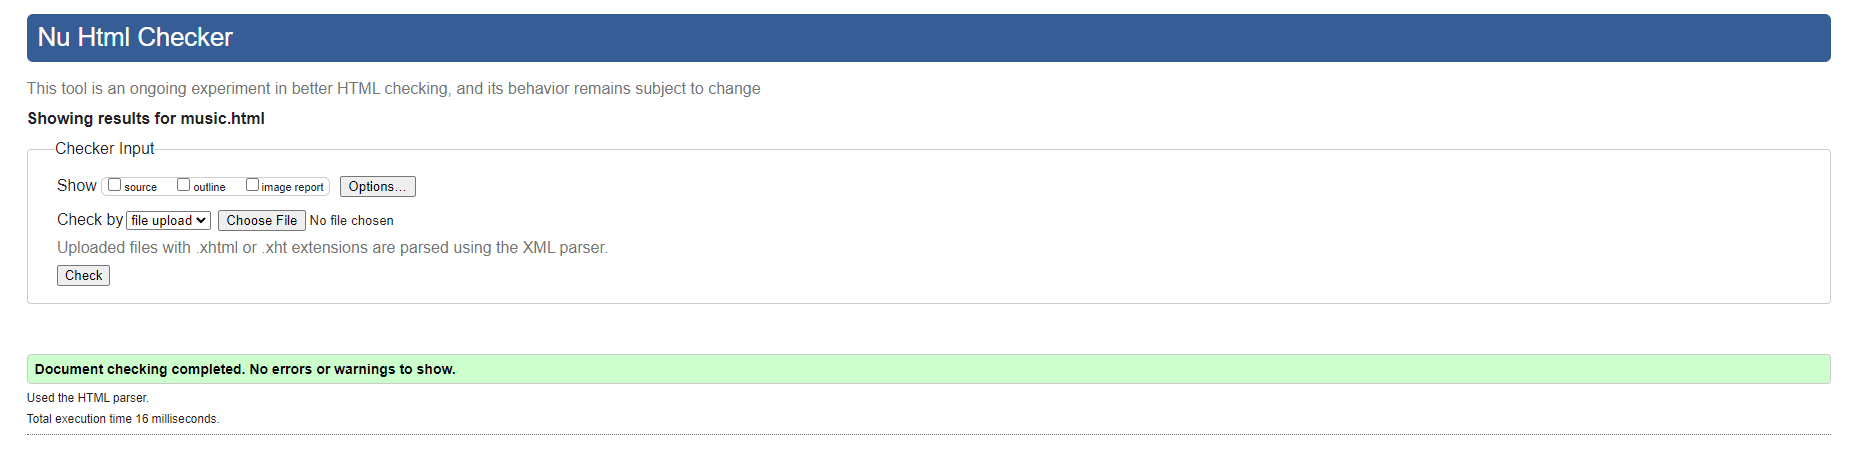 Nu Html Checker
This tool is an ongoing experiment in better HTML checking, and its behavior remains subject to change
Showing results for music.html
Checker Input
Show source outline image report Options...
Check by file upload Choose File No file chosen
Uploaded files with .xhtml or .xht extensions are parsed using the XML parser.
Check
Document checking completed. No errors or warnings to show.
Used the HTML parser.
Total execution time 16 milliseconds.